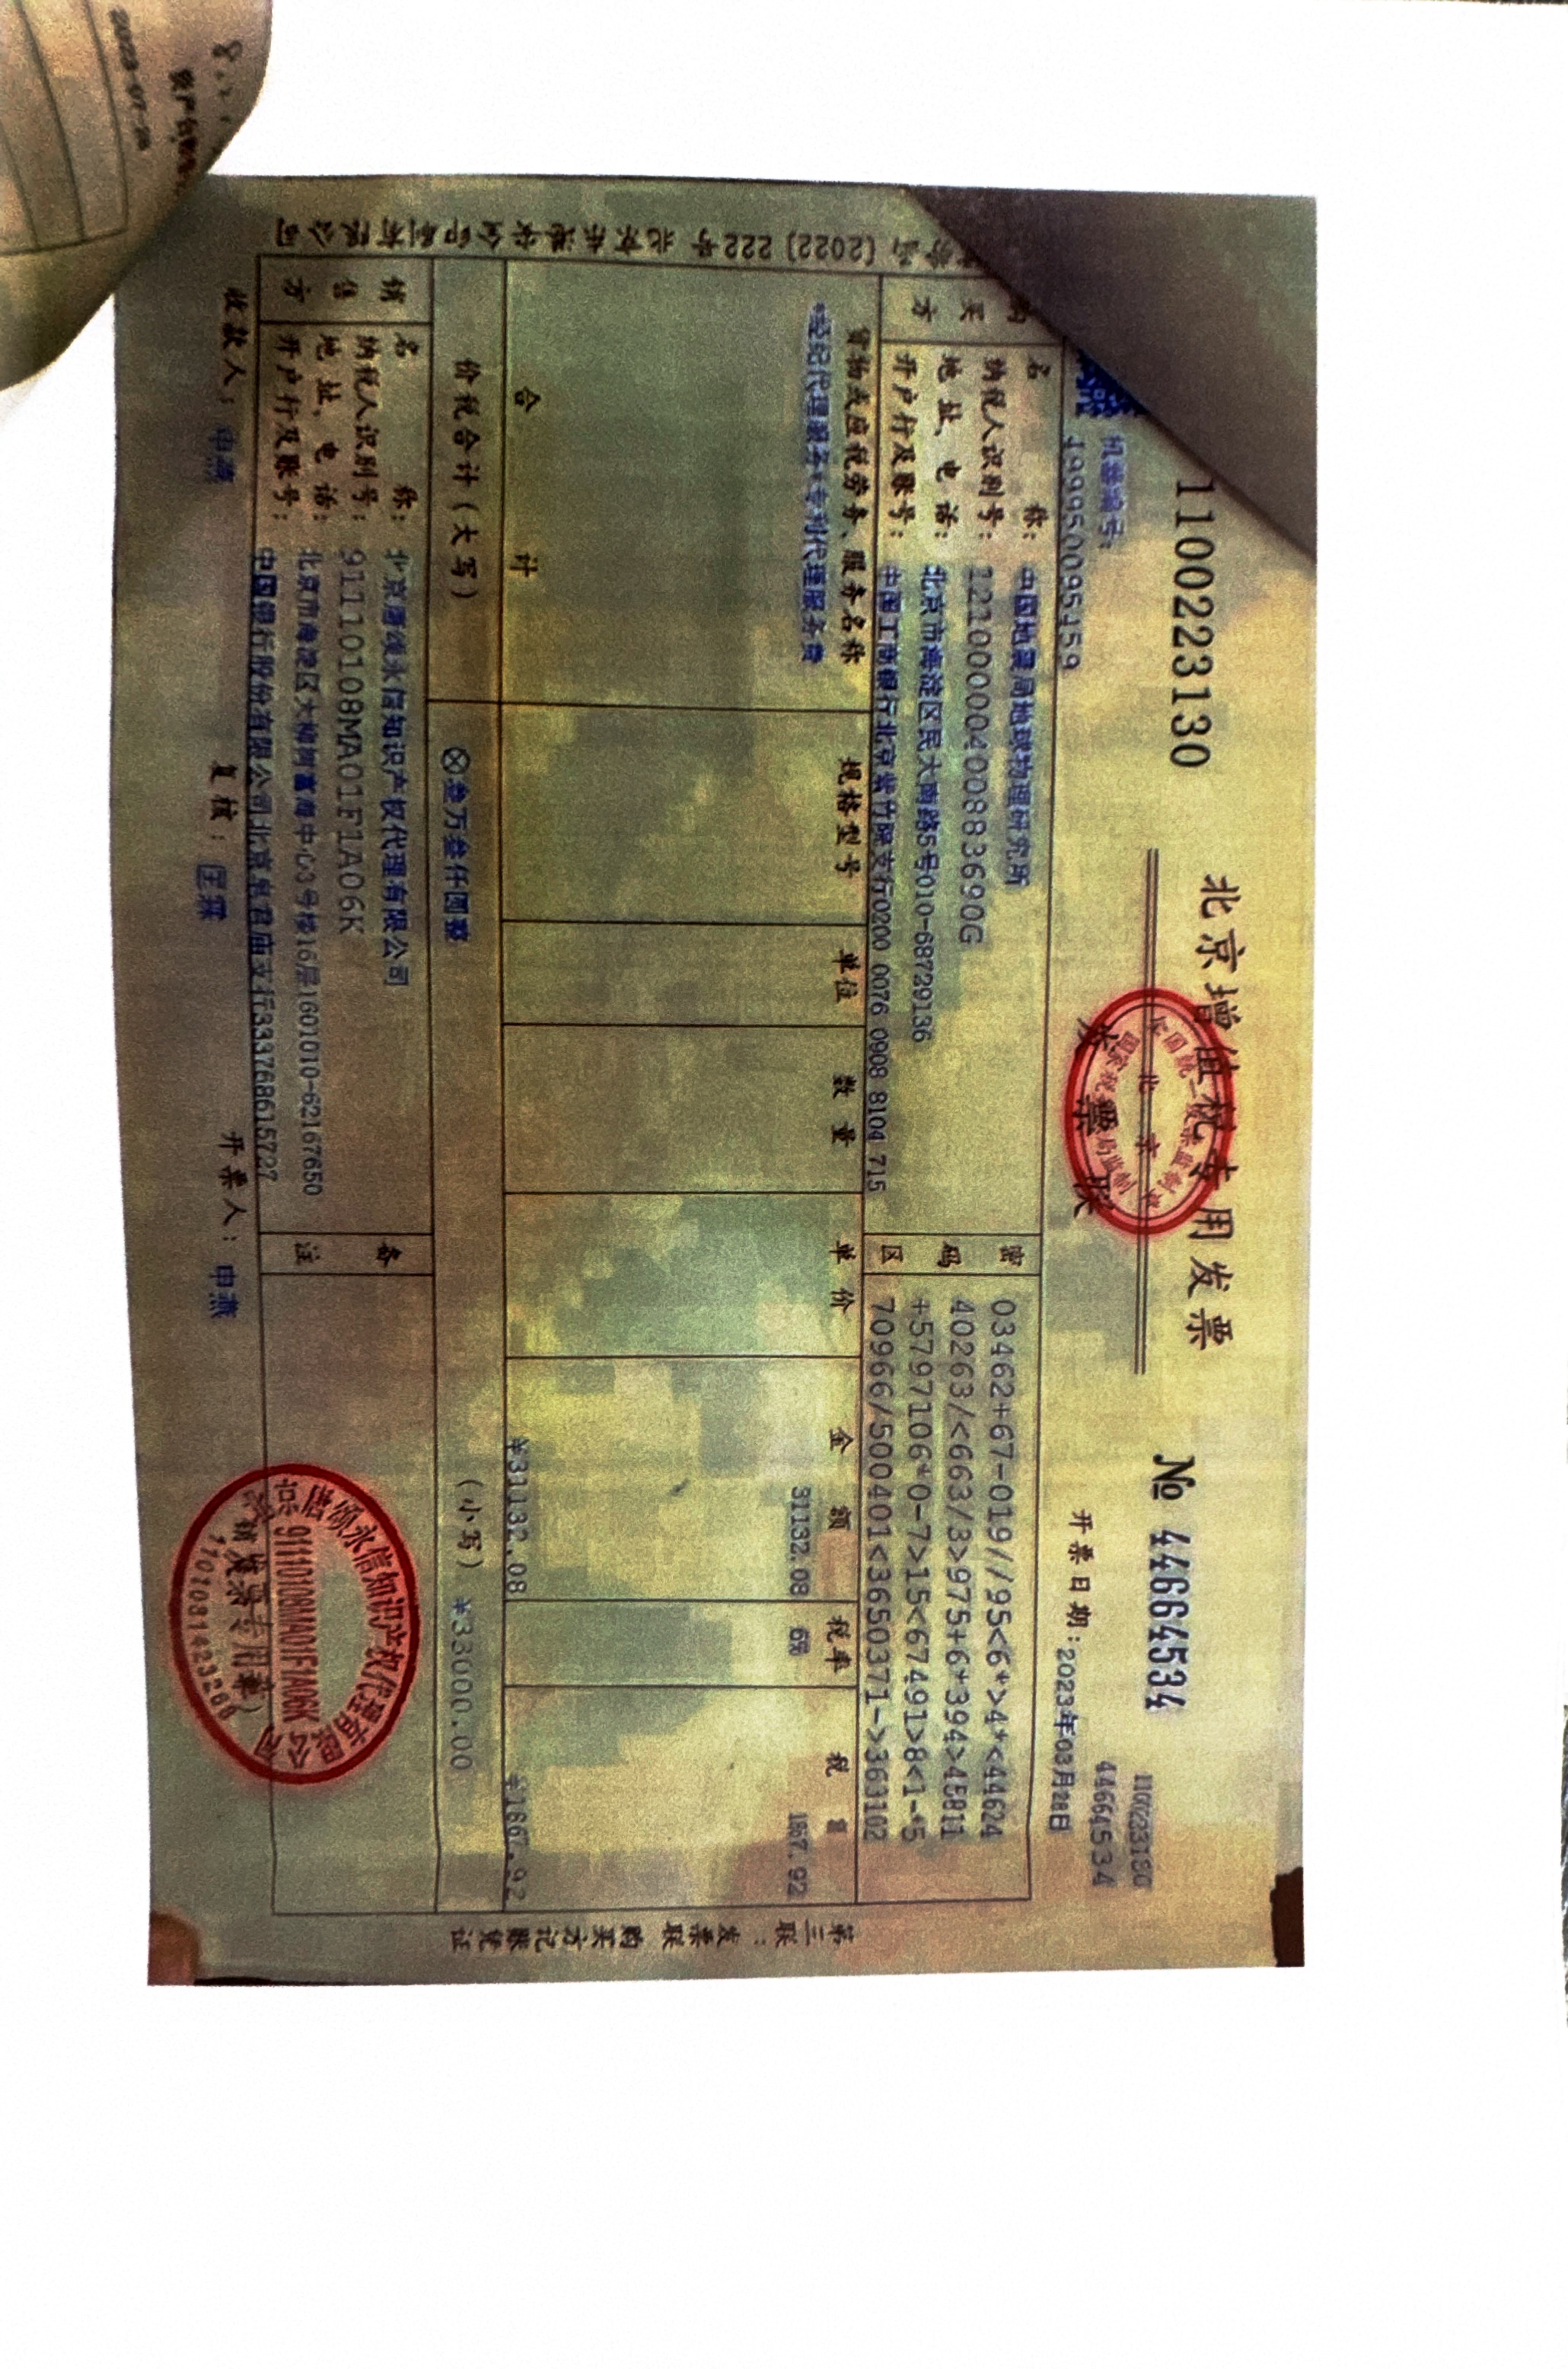 1100223130
北京增值税专用发票
№ 44664534
1100223130
44664534
机器编号:
499950095459
开票日期: 2023年03月28日
全国统一发票监制章
北京
发票联
购买方
名 称: 中国地震局地球物理研究所
纳税人识别号: 12100000400883690G
地址、电话: 北京市海淀区民大南路5号010-68729136
开户行及账号: 中国工商银行北京紫竹院支行0200 0076 0908 8104 715
密码区
03462+67-019//95<6*>4*<44624
40263/<663/3>975+6*394>45811
+5797106*0-7>15<67491>8<1-*5
70966/500401<3650371->363102
货物或应税劳务、服务名称 规格型号 单位 数量 单价 金额 税率 税额
*经纪代理服务*专利代理服务费 31132.08 6% 1867.92
合计 ¥31132.08 ¥1867.92
价税合计(大写) ⊗叁万叁仟圆整 (小写) ¥33000.00
销售方
名 称: 北京唐颂永信知识产权代理有限公司
纳税人识别号: 91110108MA01F1A06K
地址、电话: 北京市海淀区大柳树富海中心3号楼16层1601010-62167650
开户行及账号: 中国银行股份有限公司北京皂君庙支行333768615727
备注
收款人: 申燕 复核: 匡霖 开票人: 申燕
京唐颂永信知识产权代理有限公司
91110108MA01F1A06K
发票专用章
〔2022〕222号 北京 印制有限公司
第三联:发票联 购买方记账凭证